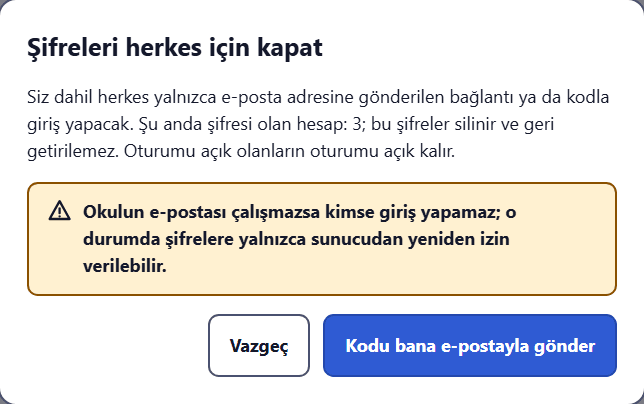 Şifreleri herkes için kapat
Siz dahil herkes yalnızca e-posta adresine gönderilen bağlantı ya da kodla
giriş yapacak. Şu anda şifresi olan hesap: 3; bu şifreler silinir ve geri
getirilemez. Oturumu açık olanların oturumu açık kalır.
Okulun e-postası çalışmazsa kimse giriş yapamaz; o
durumda şifrelere yalnızca sunucudan yeniden izin
verilebilir.
Vazgeç
Kodu bana e-postayla gönder